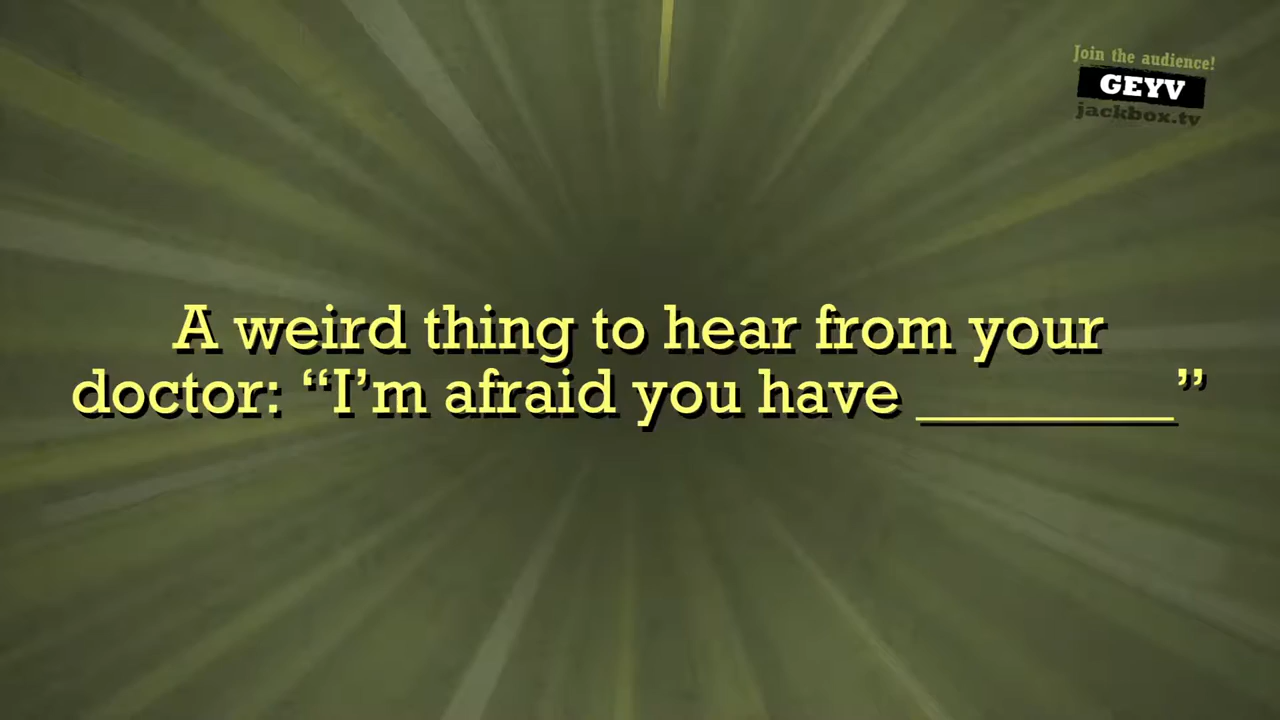 Join the audience!
GEYV
jackbox.tv
A weird thing to hear from your
doctor: “I’m afraid you have ________”